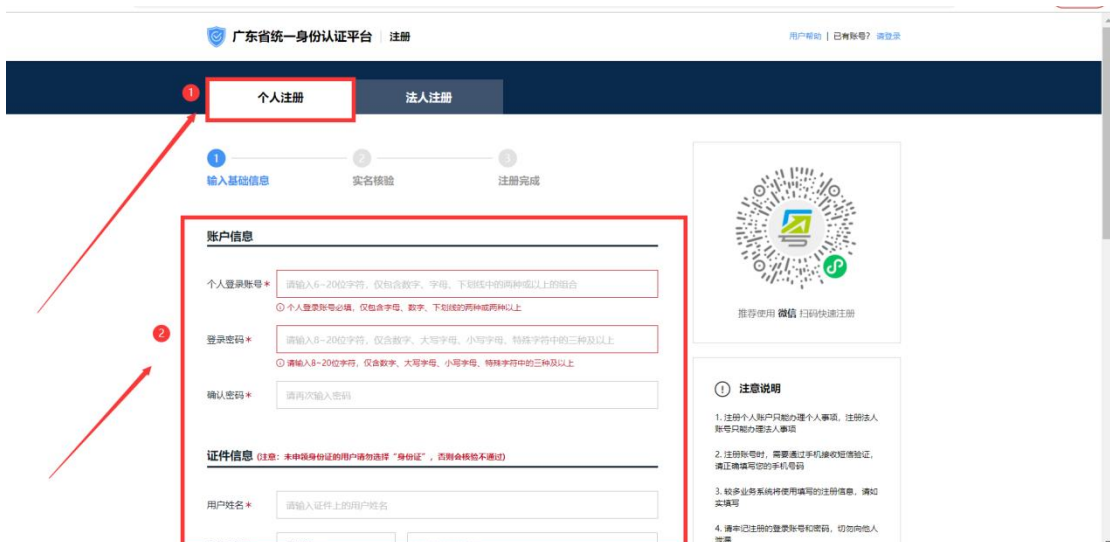 广东省统一身份认证平台 注册
用户帮助 | 已有账号？ 请登录
1
个人注册
法人注册
1
2
3
输入基础信息
实名核验
注册完成
账户信息
个人登录账号*
请输入6~20位字符，仅包含数字、字母、下划线中的两种或以上的组合
个人登录账号必填，仅包含字母、数字、下划线的两种或两种以上
2
登录密码*
请输入8~20位字符，仅含数字、大写字母、小写字母、特殊字符中的三种及以上
请输入8~20位字符，仅含数字、大写字母、小写字母、特殊字符中的三种及以上
确认密码*
请再次输入密码
证件信息 (注意：未申领身份证的用户请勿选择“身份证”，否则会核验不通过)
用户姓名*
请输入证件上的用户姓名
推荐使用 微信 扫码快速注册
注意说明
1. 注册个人账户只能办理个人事项，注册法人
账号只能办理法人事项
2. 注册账号时，需要通过手机接收短信验证，
请正确填写您的手机号码
3. 较多业务系统将使用填写的注册信息，请如
实填写
4. 请牢记注册的登录账号和密码，切勿向他人
泄漏